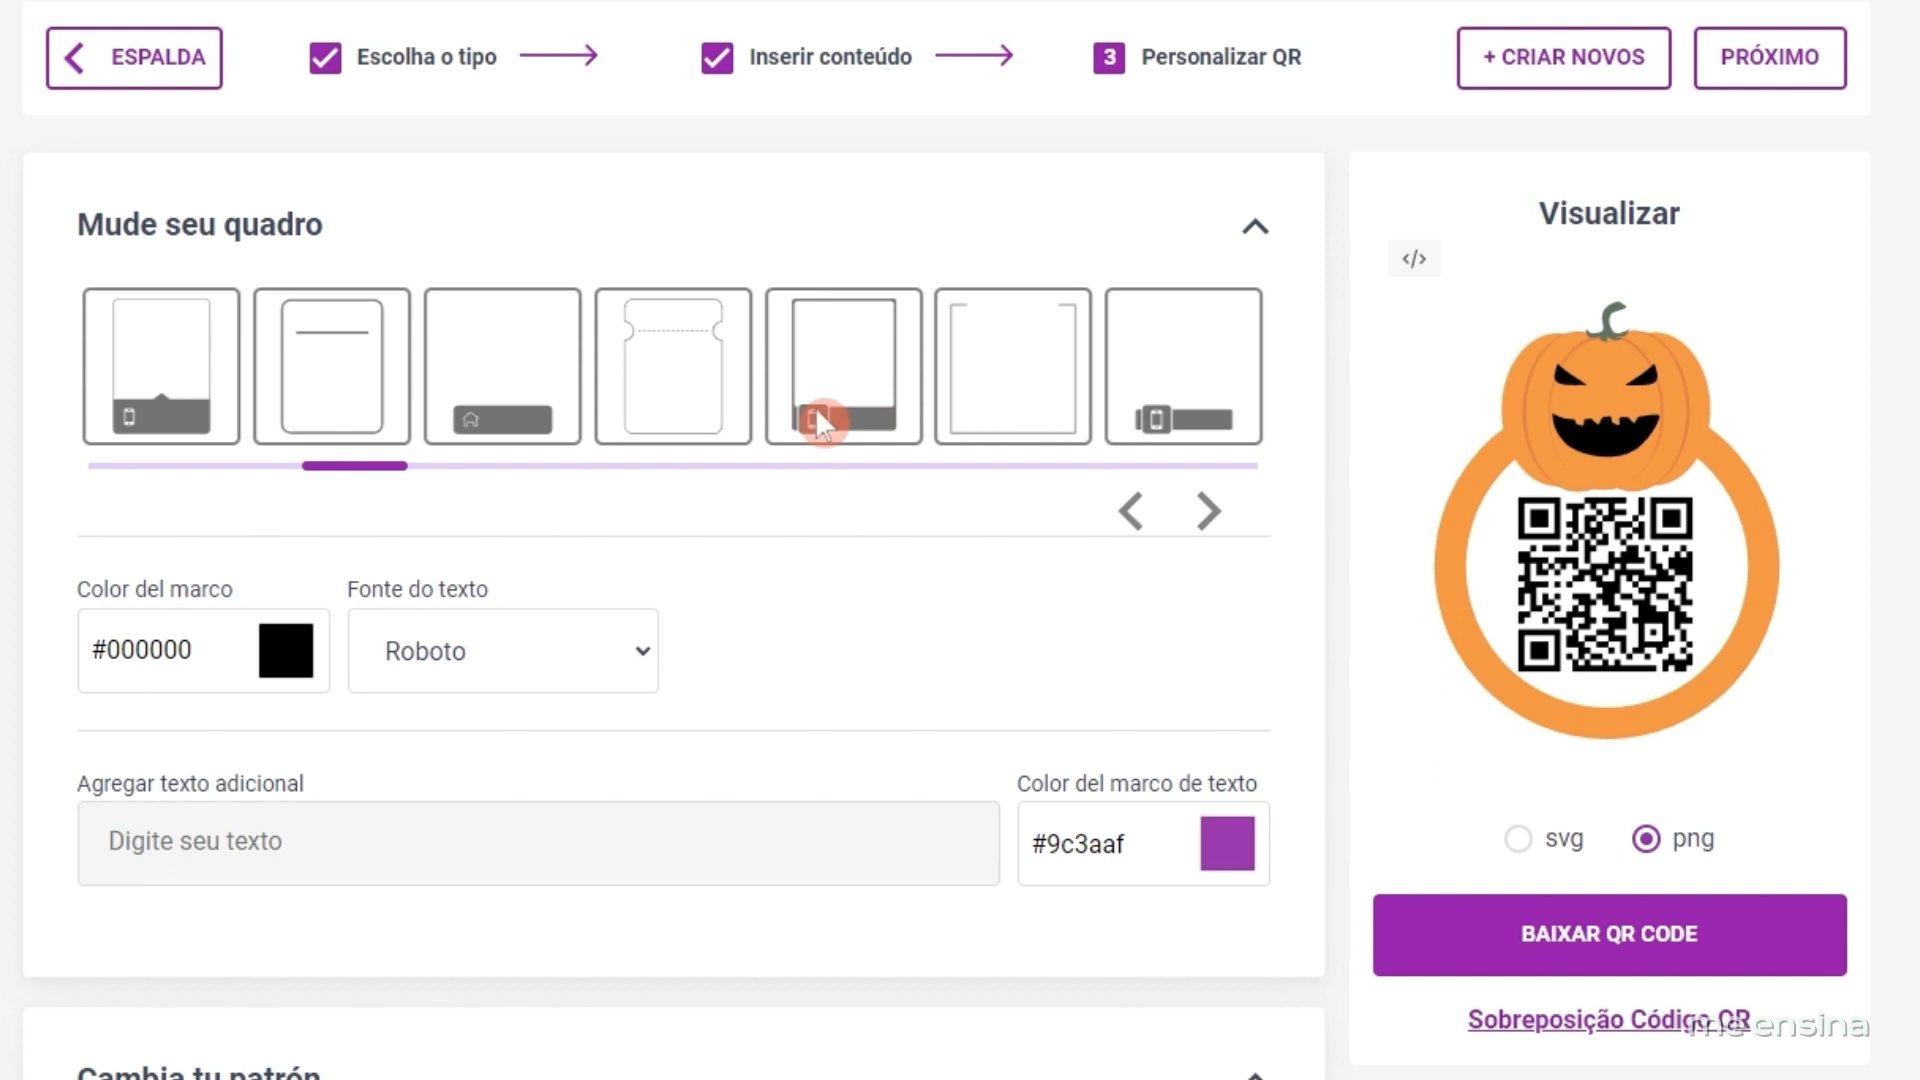 ESPALDA
Escolha o tipo
Inserir conteúdo
3 Personalizar QR
+ CRIAR NOVOS
PRÓXIMO
Mude seu quadro
Visualizar
</>
Color del marco
Fonte do texto
#000000
Roboto
Agregar texto adicional
Color del marco de texto
Digite seu texto
#9c3aaf
svg
png
BAIXAR QR CODE
Sobreposição Código QR
me ensina
Cambia tu patrón